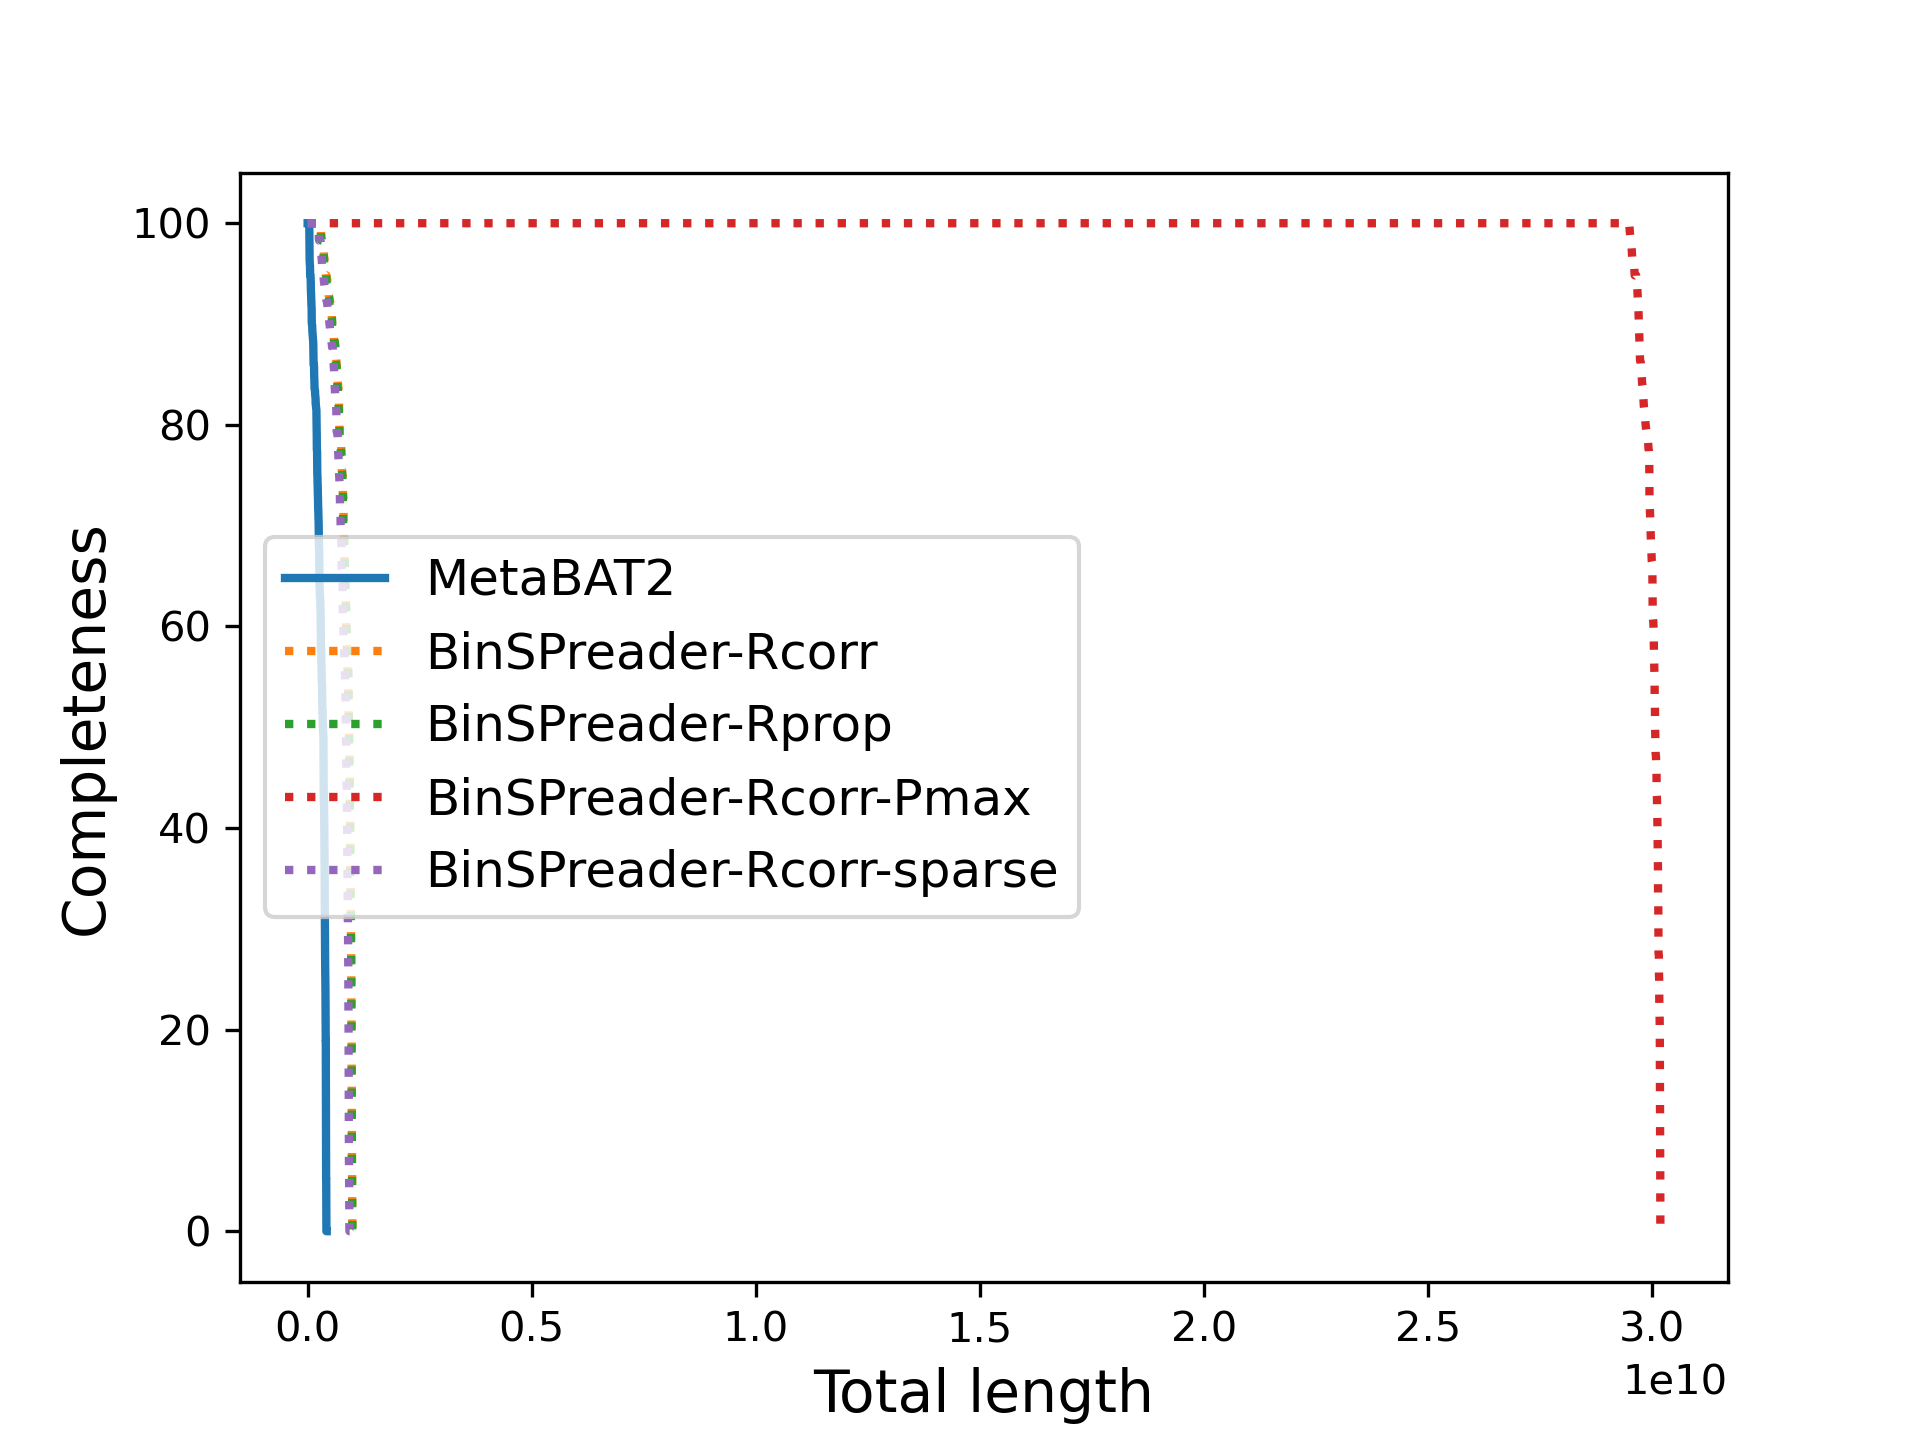 100
80
60
40
20
0
Completeness
MetaBAT2
BinSPreader-Rcorr
BinSPreader-Rprop
BinSPreader-Rcorr-Pmax
BinSPreader-Rcorr-sparse
0.0 0.5 1.0 1.5 2.0 2.5 3.0
1e10
Total length